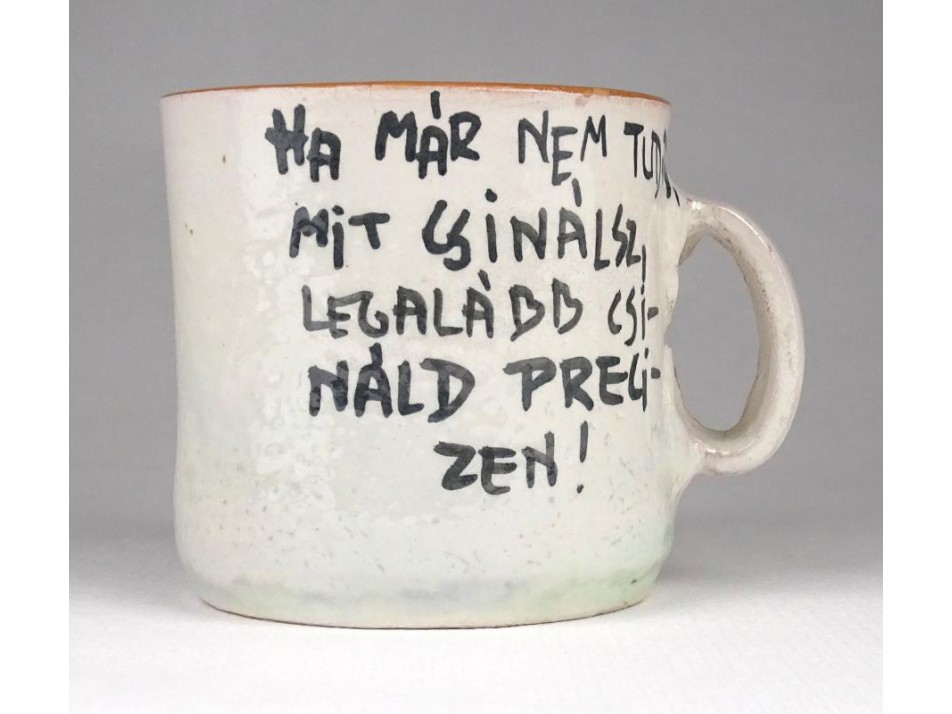 HA MÁR NEM
MiT CSiNÁLSZ,
LEGALÁBB CSi-
NÁLD PRECi-
ZEN!